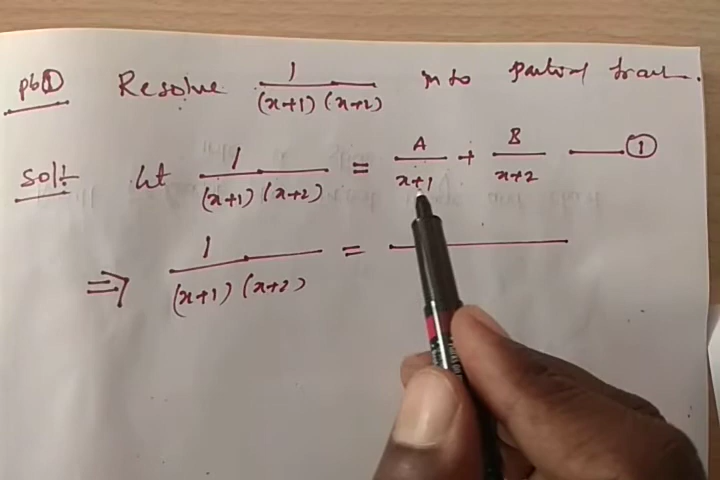 pb① Resolve 1/(x+1)(x+2) into partial fract.
Sol: Let 1/(x+1)(x+2) = A/x+1 + B/x+2 —— ①
⇒ 1/(x+1)(x+2) =